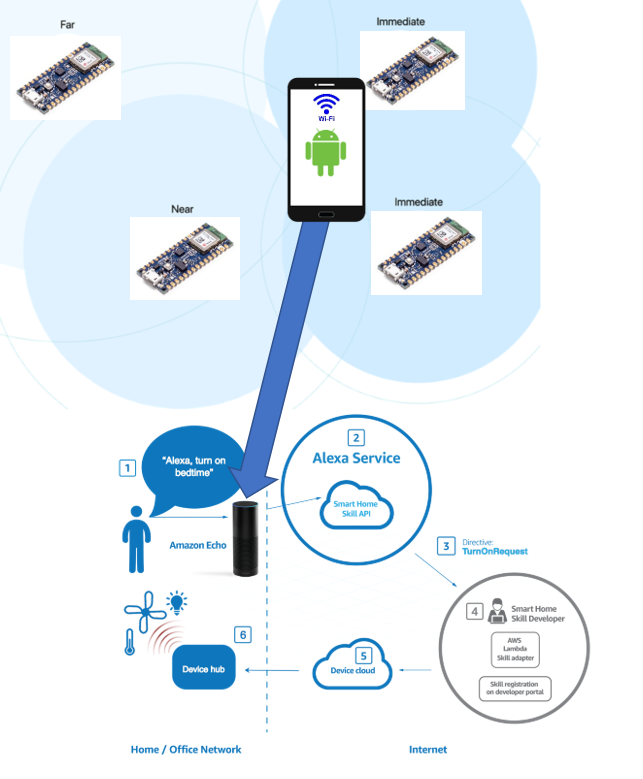 Far
Immediate
Wi-Fi
Near
Immediate
1
“Alexa, turn on
bedtime”
2
Alexa Service
Smart Home
Skill API
Amazon Echo
3
Directive:
TurnOnRequest
4
Smart Home
Skill Developer
AWS
Lambda
Skill adapter
Skill registration
on developer portal
5
Device cloud
6
Device hub
Home / Office Network
Internet